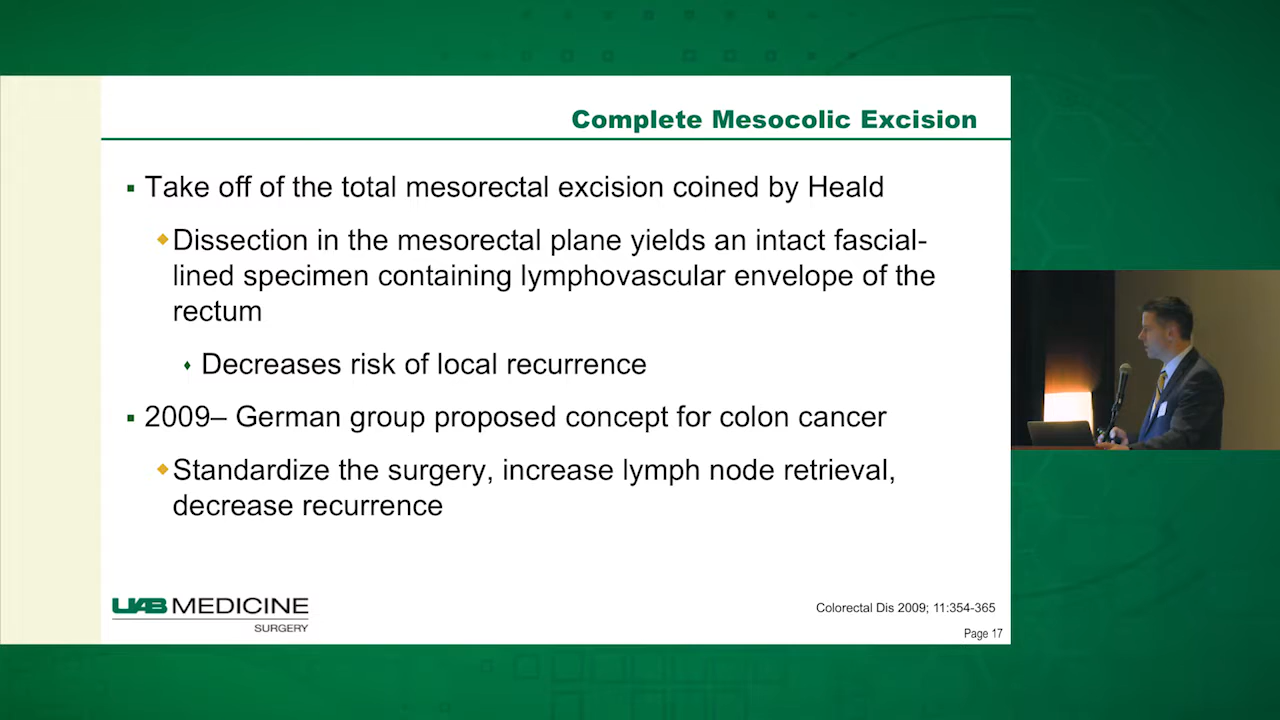 Complete Mesocolic Excision
▪ Take off of the total mesorectal excision coined by Heald
◆Dissection in the mesorectal plane yields an intact fascial-
lined specimen containing lymphovascular envelope of the
rectum
♦ Decreases risk of local recurrence
▪ 2009– German group proposed concept for colon cancer
◆Standardize the surgery, increase lymph node retrieval,
decrease recurrence
UAB MEDICINE
SURGERY
Colorectal Dis 2009; 11:354-365
Page 17